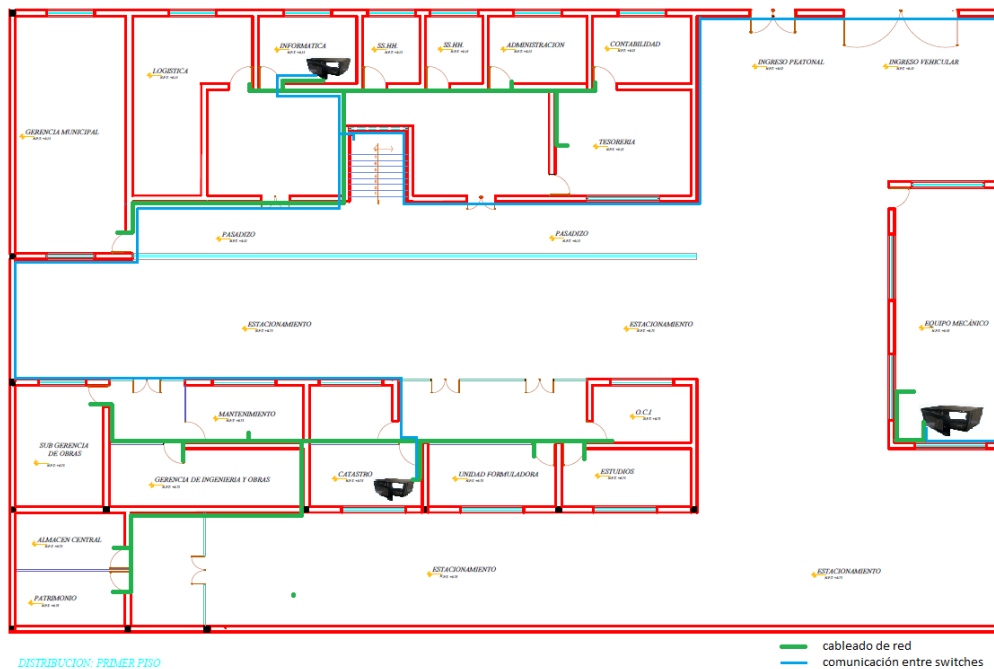 INFORMATICA
SS.HH.
SS.HH.
ADMINISTRACION
CONTABILIDAD
INGRESO PEATONAL
INGRESO VEHICULAR
LOGISTICA
GERENCIA MUNICIPAL
TESORERIA
PASADIZO
PASADIZO
ESTACIONAMIENTO
ESTACIONAMIENTO
EQUIPO MECÁNICO
MANTENIMIENTO
O.C.I
SUB GERENCIA
DE OBRAS
GERENCIA DE INGENIERIA Y OBRAS
CATASTRO
UNIDAD FORMULADORA
ESTUDIOS
ALMACEN CENTRAL
ESTACIONAMIENTO
ESTACIONAMIENTO
PATRIMONIO
DISTRIBUCION: PRIMER PISO
cableado de red
comunicación entre switches